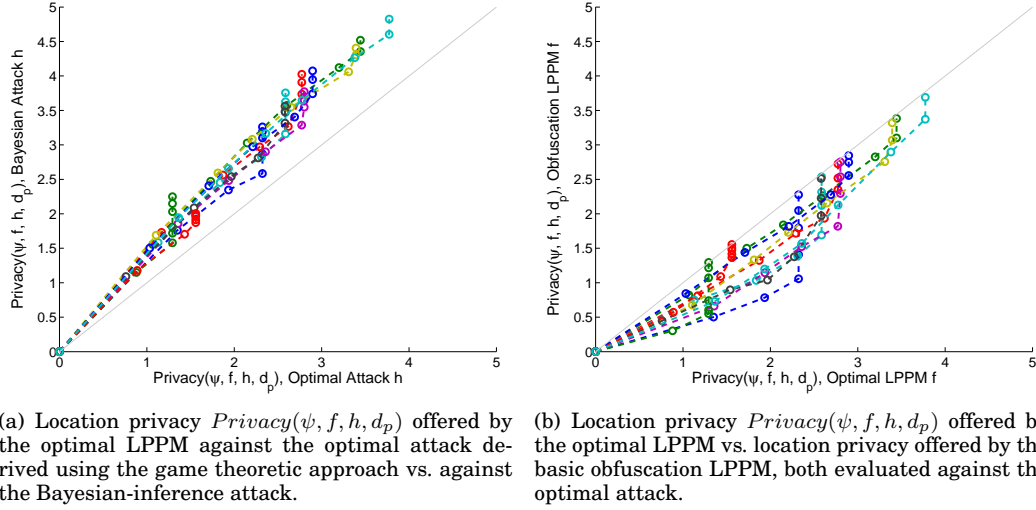 5
4.5
4
3.5
3
2.5
2
1.5
1
0.5
0
0 1 2 3 4 5
Privacy(ψ, f, h, d_p), Bayesian Attack h
Privacy(ψ, f, h, d_p), Optimal Attack h
(a) Location privacy Privacy(ψ, f, h, d_p) offered by
the optimal LPPM against the optimal attack de-
rived using the game theoretic approach vs. against
the Bayesian-inference attack.
5
4.5
4
3.5
3
2.5
2
1.5
1
0.5
0
0 1 2 3 4 5
Privacy(ψ, f, h, d_p), Obfuscation LPPM f
Privacy(ψ, f, h, d_p), Optimal LPPM f
(b) Location privacy Privacy(ψ, f, h, d_p) offered b
the optimal LPPM vs. location privacy offered by th
basic obfuscation LPPM, both evaluated against th
optimal attack.